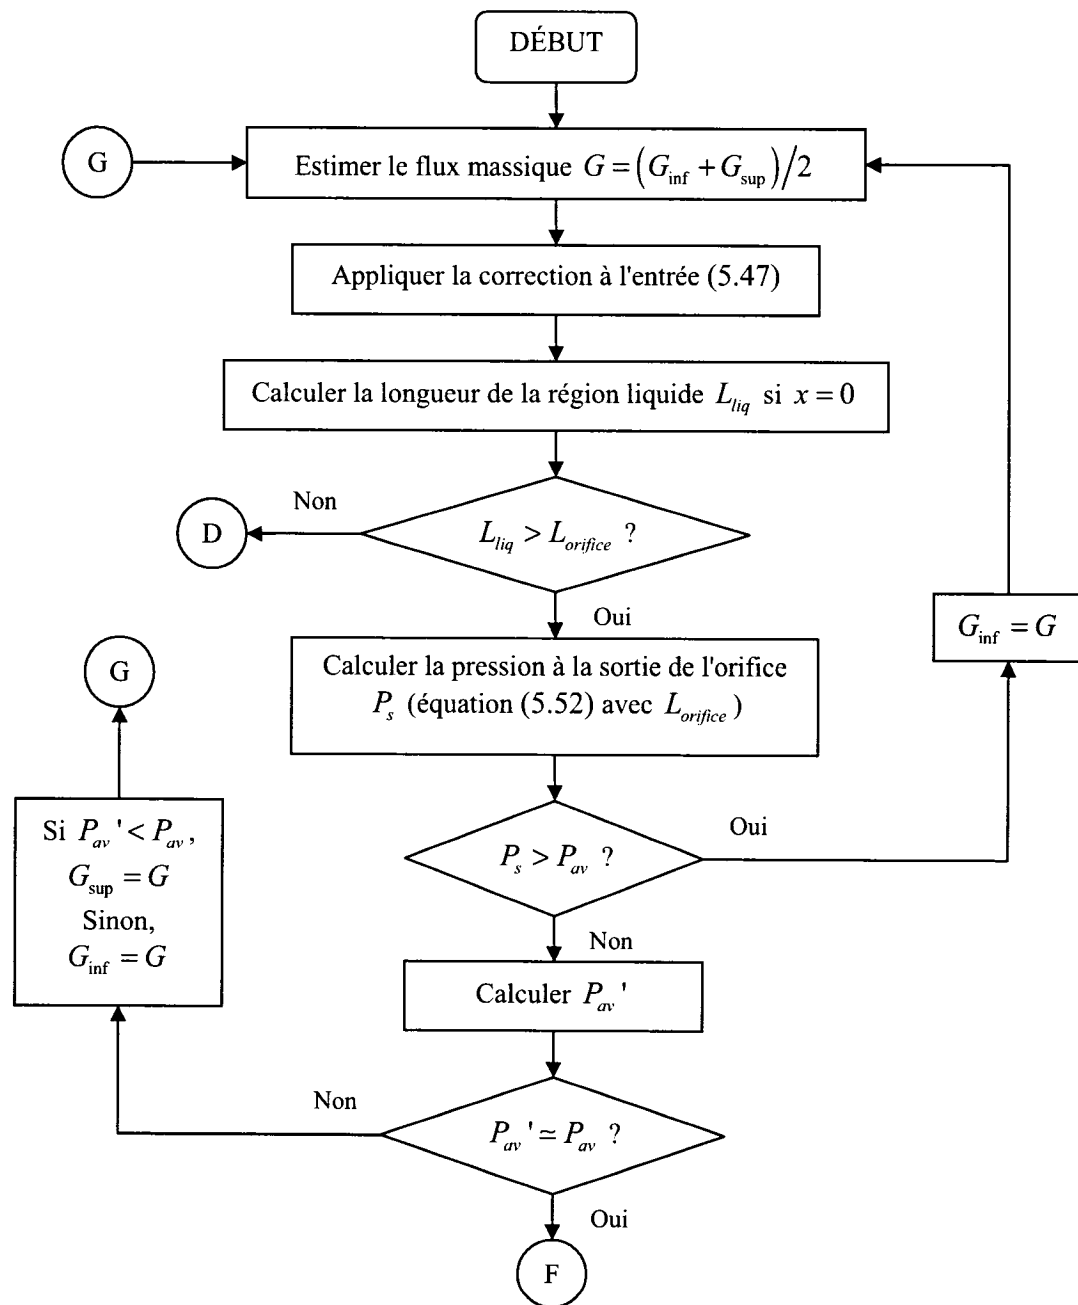 DÉBUT
G
Estimer le flux massique G = (G_inf + G_sup)/2
Appliquer la correction à l'entrée (5.47)
Calculer la longueur de la région liquide L_liq si x = 0
Non
D
L_liq > L_orifice ?
Oui
G_inf = G
G
Calculer la pression à la sortie de l'orifice
P_s (équation (5.52) avec L_orifice)
Si P_av' < P_av,
G_sup = G
Sinon,
G_inf = G
P_s > P_av ?
Oui
Non
Calculer P_av'
Non
P_av' ≃ P_av ?
Oui
F